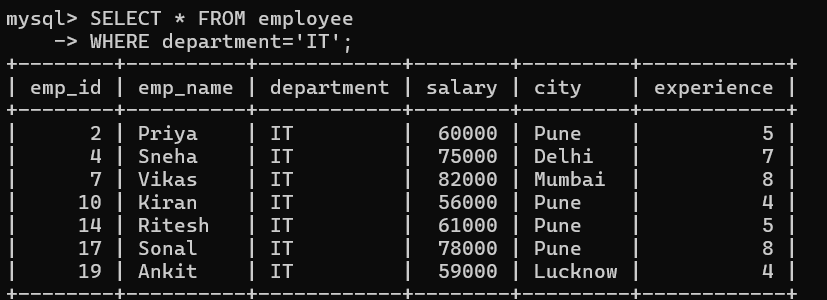 mysql> SELECT * FROM employee
    -> WHERE department='IT';
+--------+----------+------------+--------+---------+------------+
| emp_id | emp_name | department | salary | city    | experience |
+--------+----------+------------+--------+---------+------------+
|      2 | Priya    | IT         |  60000 | Pune    |          5 |
|      4 | Sneha    | IT         |  75000 | Delhi   |          7 |
|      7 | Vikas    | IT         |  82000 | Mumbai  |          8 |
|     10 | Kiran    | IT         |  56000 | Pune    |          4 |
|     14 | Ritesh   | IT         |  61000 | Pune    |          5 |
|     17 | Sonal    | IT         |  78000 | Pune    |          8 |
|     19 | Ankit    | IT         |  59000 | Lucknow |          4 |
+--------+----------+------------+--------+---------+------------+